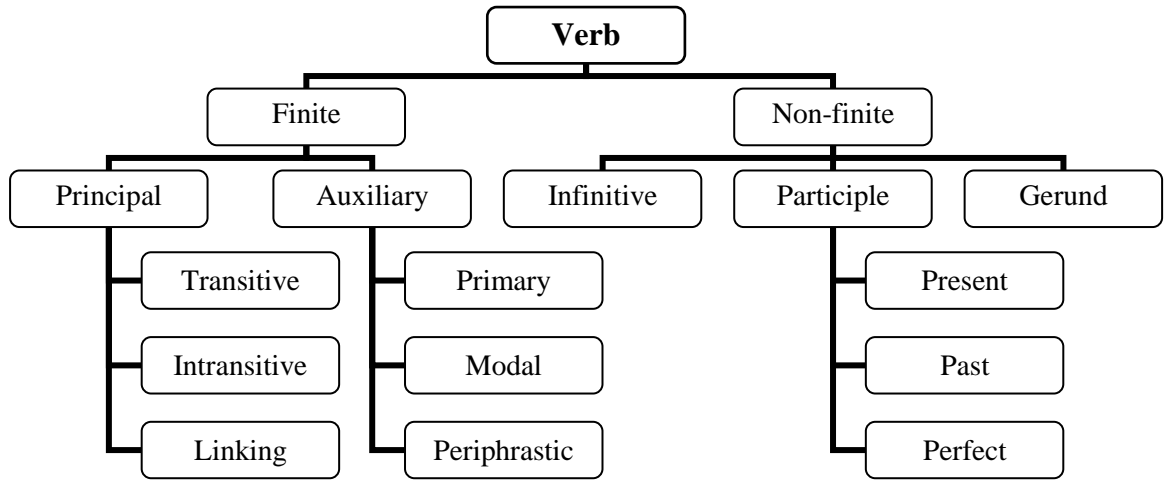 Verb
Finite
Non-finite
Principal
Auxiliary
Infinitive
Participle
Gerund
Transitive
Primary
Present
Intransitive
Modal
Past
Linking
Periphrastic
Perfect